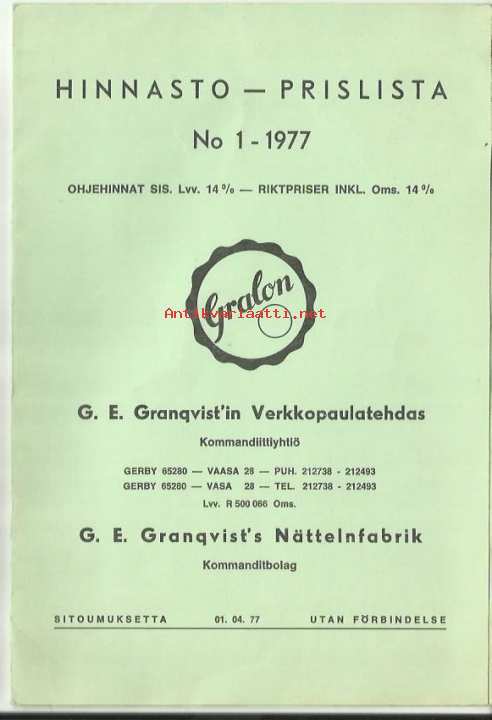 HINNASTO — PRISLISTA
No 1 - 1977
OHJEHINNAT SIS. Lvv. 14 % — RIKTPRISER INKL. Oms. 14 %
Gralon
Antikvariaatti.net
G. E. Granqvist'in Verkkopaulatehdas
Kommandiittiyhtiö
GERBY 65280 — VAASA 28 — PUH. 212738 - 212493
GERBY 65280 — VASA 28 — TEL. 212738 - 212493
Lvv. R 500 066 Oms.
G. E. Granqvist's Nättelnfabrik
Kommanditbolag
SITOUMUKSETTA 01. 04. 77 UTAN FÖRBINDELSE